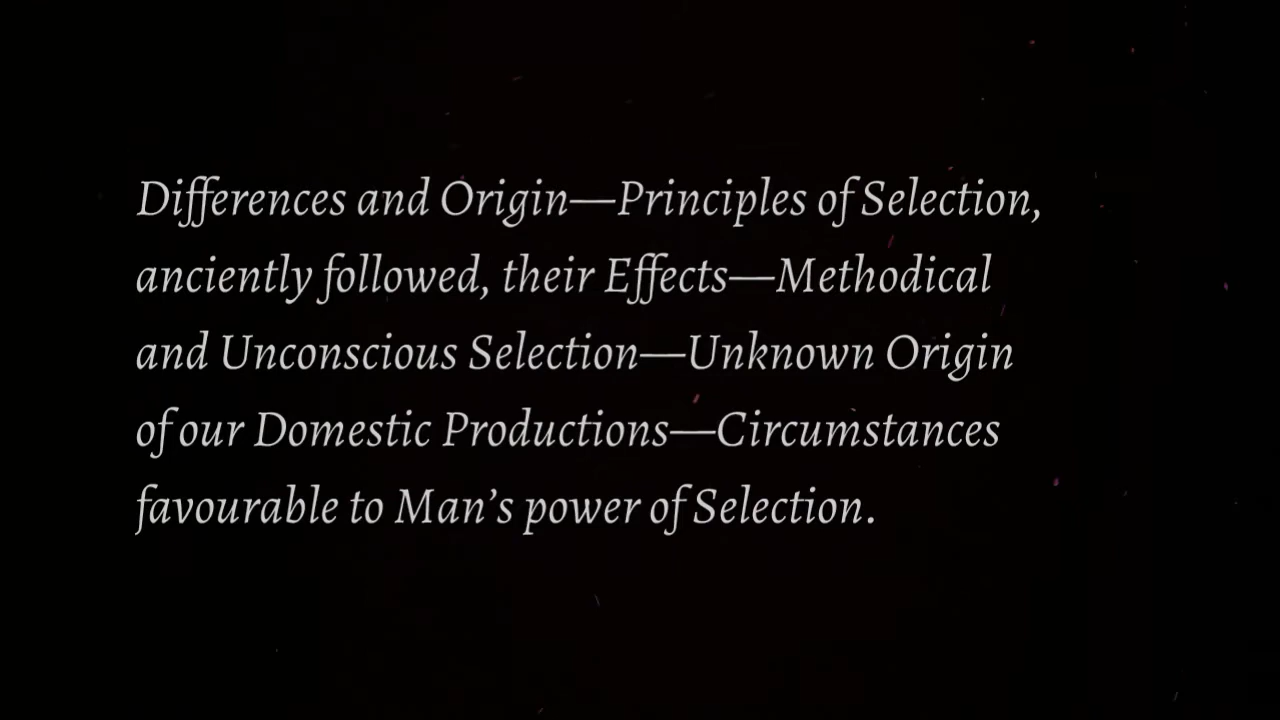 Differences and Origin—Principles of Selection,
anciently followed, their Effects—Methodical
and Unconscious Selection—Unknown Origin
of our Domestic Productions—Circumstances
favourable to Man’s power of Selection.